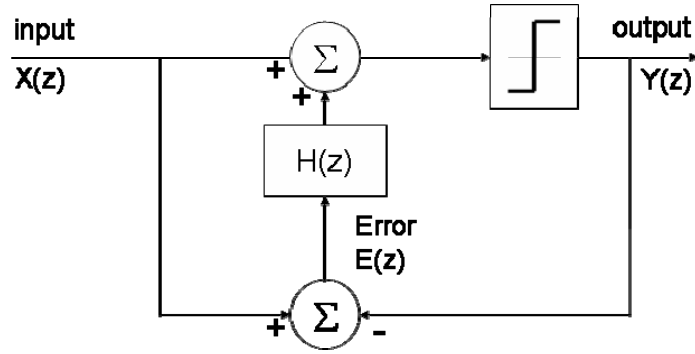 input
output
X(z)
Σ
+
+
Y(z)
H(z)
Error
E(z)
Σ
+
-